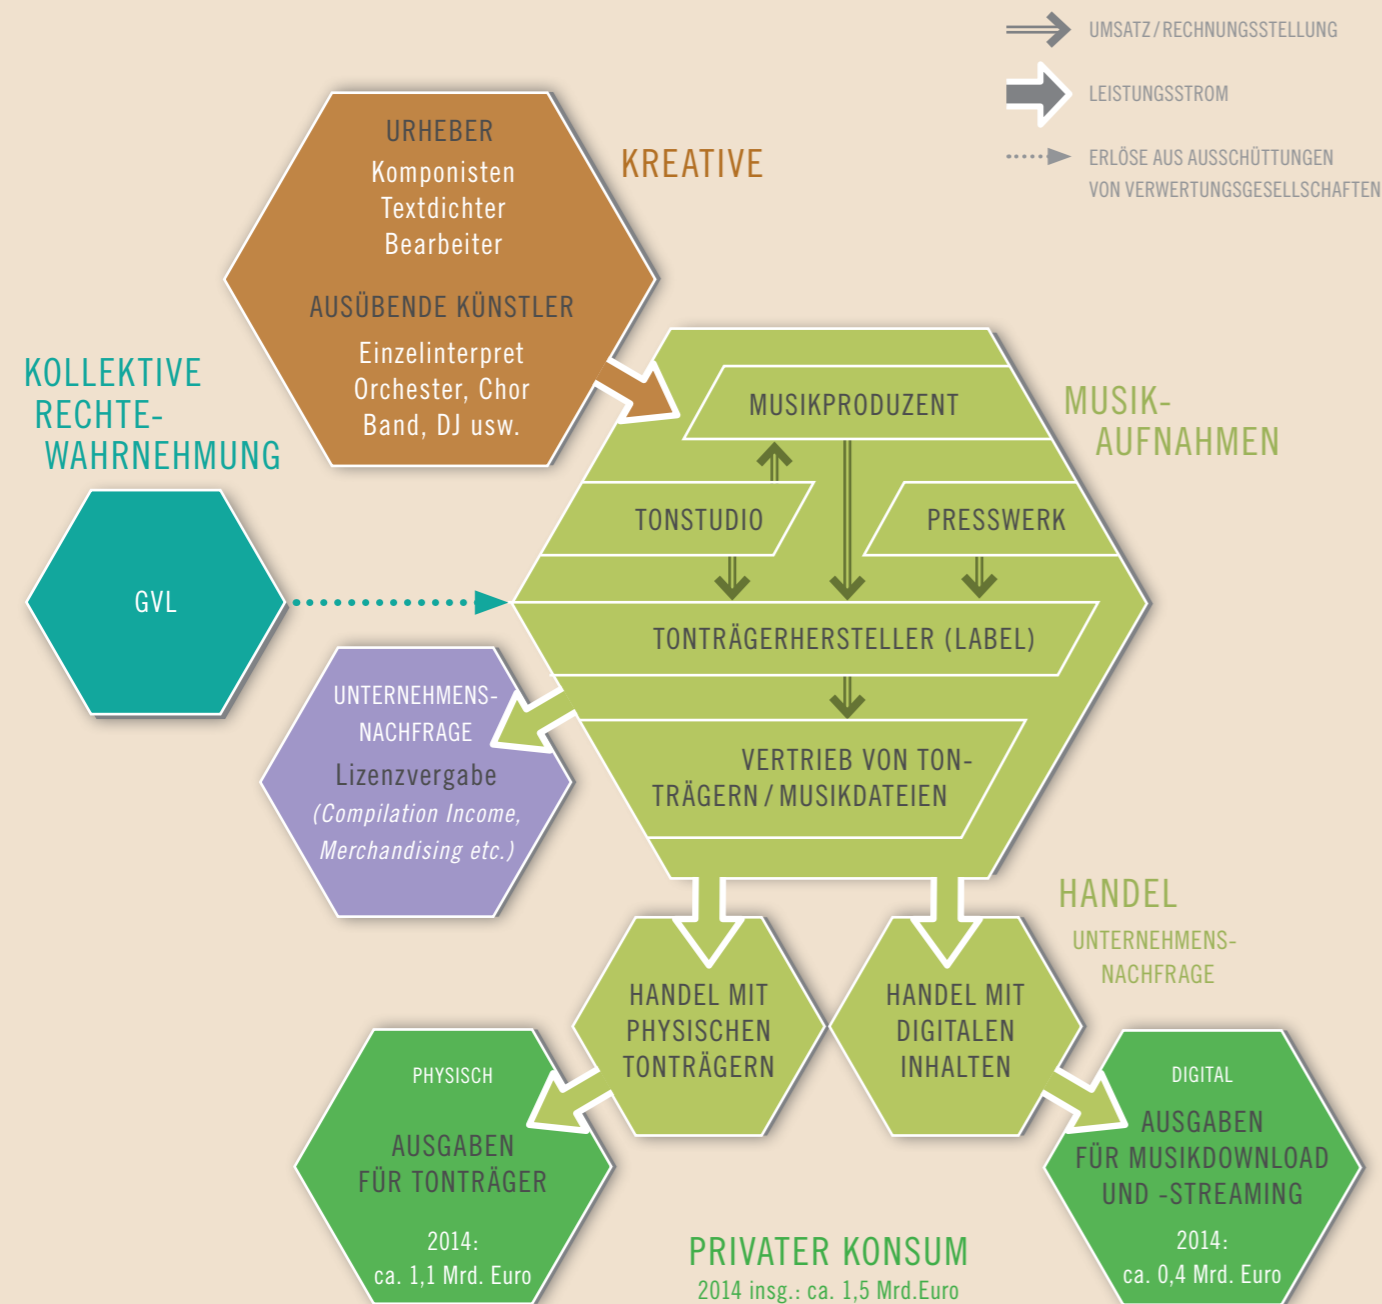 UMSATZ / RECHNUNGSSTELLUNG
LEISTUNGSSTROM
ERLÖSE AUS AUSSCHÜTTUNGEN
VON VERWERTUNGSGESELLSCHAFTEN
URHEBER
Komponisten
Textdichter
Bearbeiter
AUSÜBENDE KÜNSTLER
Einzelinterpret
Orchester, Chor
Band, DJ usw.
KREATIVE
KOLLEKTIVE
RECHTE-
WAHRNEHMUNG
GVL
MUSIK-
AUFNAHMEN
MUSIKPRODUZENT
TONSTUDIO
PRESSWERK
TONTRÄGERHERSTELLER (LABEL)
VERTRIEB VON TON-
TRÄGERN / MUSIKDATEIEN
UNTERNEHMENS-
NACHFRAGE
Lizenzvergabe
(Compilation Income,
Merchandising etc.)
HANDEL
UNTERNEHMENS-
NACHFRAGE
HANDEL MIT
PHYSISCHEN
TONTRÄGERN
HANDEL MIT
DIGITALEN
INHALTEN
PHYSISCH
AUSGABEN
FÜR TONTRÄGER
2014:
ca. 1,1 Mrd. Euro
DIGITAL
AUSGABEN
FÜR MUSIKDOWNLOAD
UND -STREAMING
2014:
ca. 0,4 Mrd. Euro
PRIVATER KONSUM
2014 insg.: ca. 1,5 Mrd.Euro